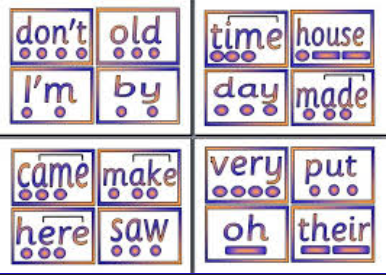 don't old
I'm by
time house
day made
came make
here saw
very put
oh their